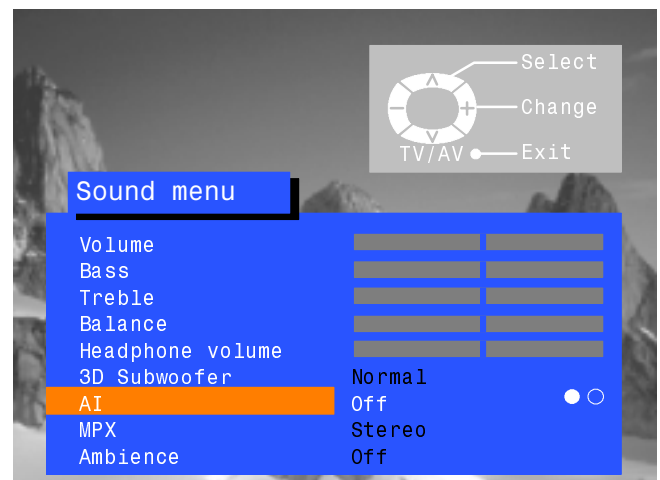 Select
Change
TV/AV Exit
Sound menu
Volume
Bass
Treble
Balance
Headphone volume
3D Subwoofer Normal
AI Off
MPX Stereo
Ambience Off